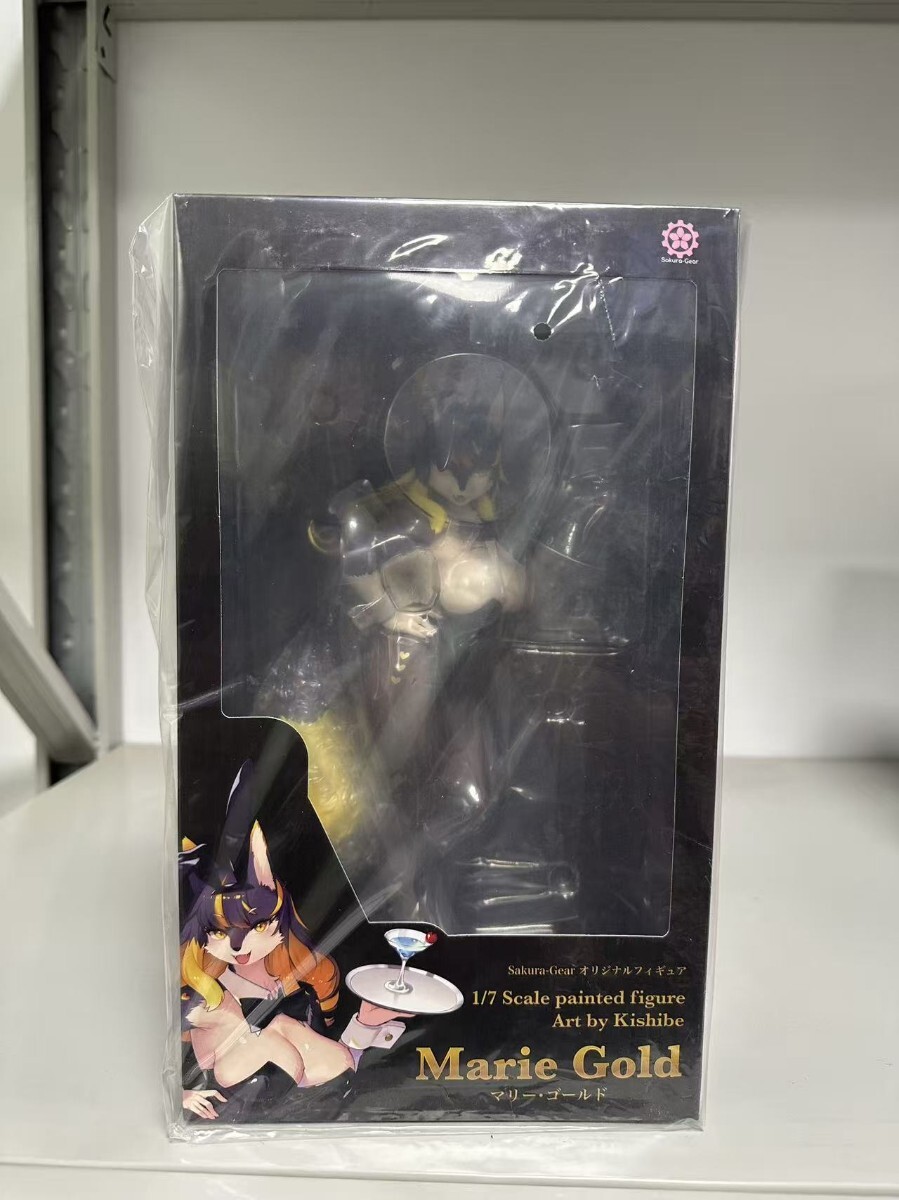 Sakura-Gear
Sakura-Gear オリジナルフィギュア
1/7 Scale painted figure
Art by Kishibe
Marie Gold
マリー・ゴールド